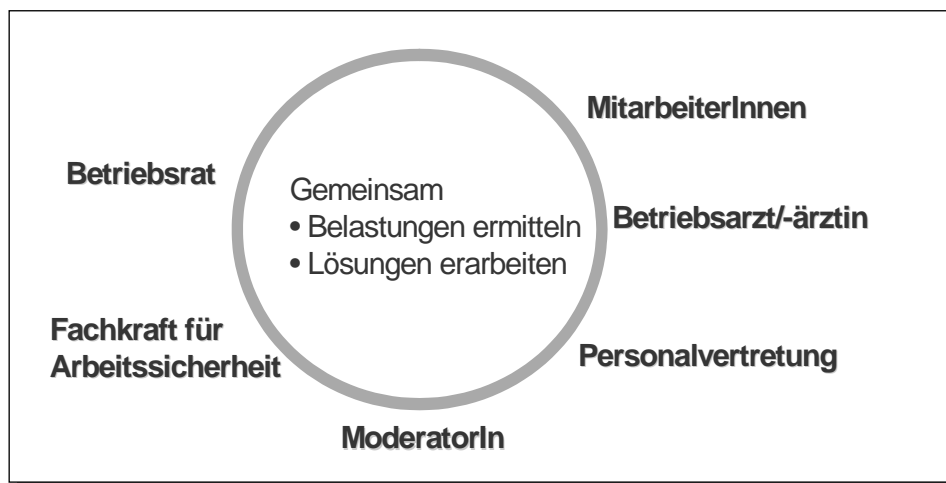 MitarbeiterInnen
Betriebsrat
Gemeinsam
• Belastungen ermitteln
• Lösungen erarbeiten
Betriebsarzt/-ärztin
Fachkraft für
Arbeitssicherheit
Personalvertretung
ModeratorIn